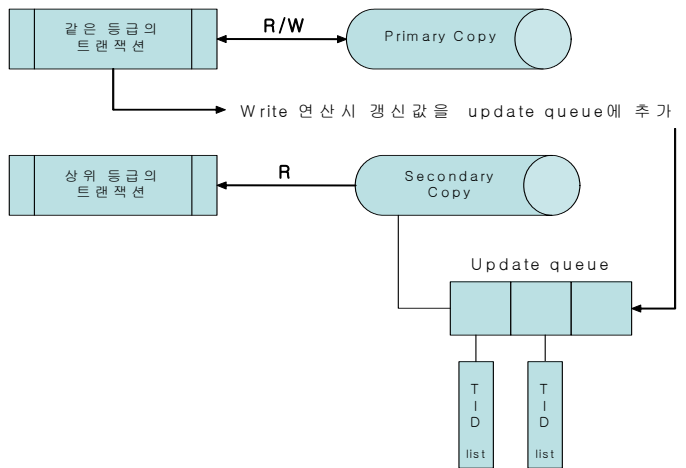 같은 등급의
트랜잭션
R/W
Primary Copy
Write 연산시 갱신값을 update queue에 추가
상위 등급의
트랜잭션
R
Secondary
Copy
Update queue
TID
list
TID
list